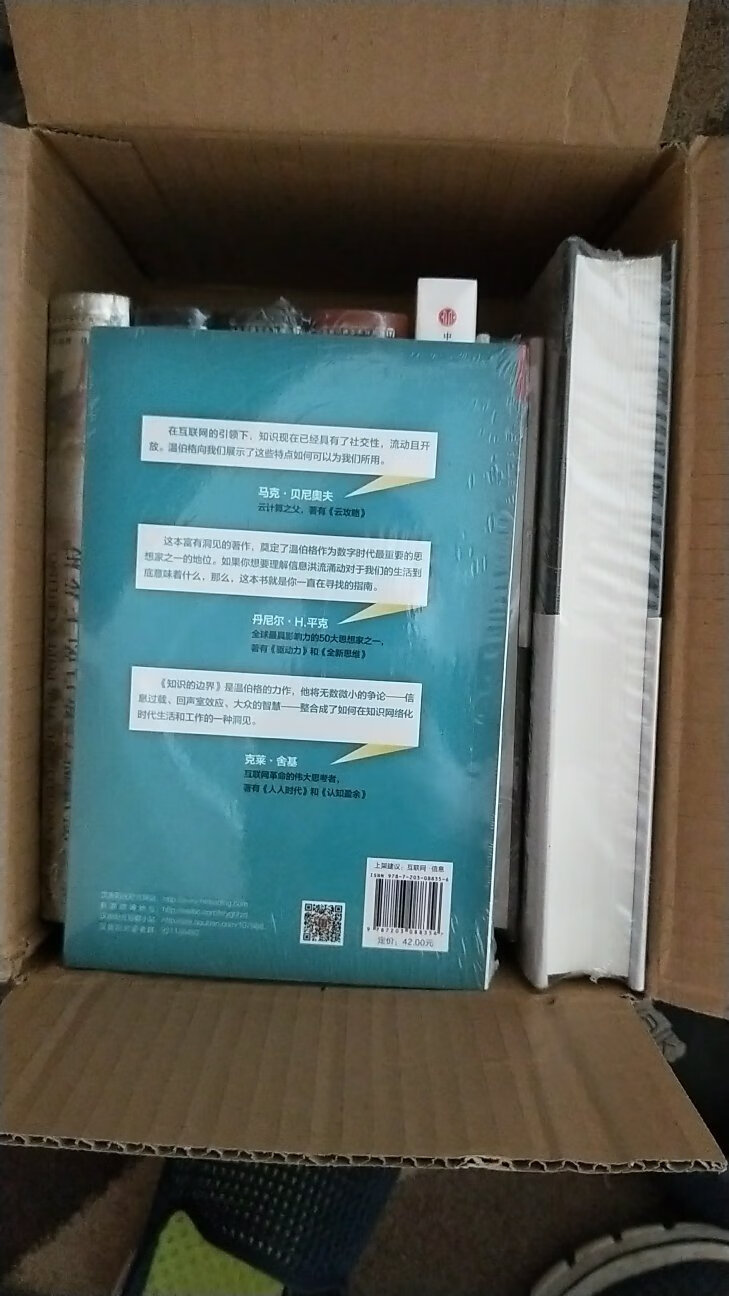 中
在互联网的引领下，知识现在已经具有了社交性，流动且开
放。温伯格向我们展示了这些特点如何可以为我们所用。
马克·贝尼奥夫
云计算之父，著有《云攻略》
这本富有洞见的著作，奠定了温伯格作为数字时代最重要的思
想家之一的地位。如果你想要理解信息洪流涌动对于我们的生活到
底意味着什么，那么，这本书就是你一直在寻找的指南。
丹尼尔·H.平克
全球最具影响力的50大思想家之一，
著有《驱动力》和《全新思维》
《知识的边界》是温伯格的力作，他将无数微小的争论——信
息过载、回声室效应、大众的智慧——整合成了如何在知识网络化
时代生活和工作的一种洞见。
克莱·舍基
互联网革命的伟大思考者，
著有《人人时代》和《认知盈余》
上架建议：互联网 信息
ISBN 978-7-203-08835-6
9 787203 088356
定价：42.00元